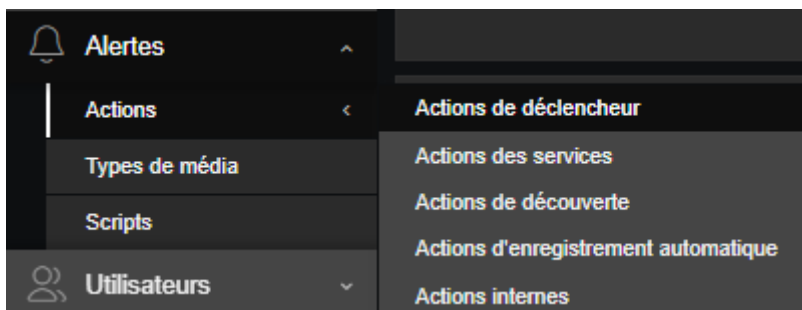 Alertes
Actions
Types de média
Scripts
Utilisateurs
Actions de déclencheur
Actions des services
Actions de découverte
Actions d'enregistrement automatique
Actions internes